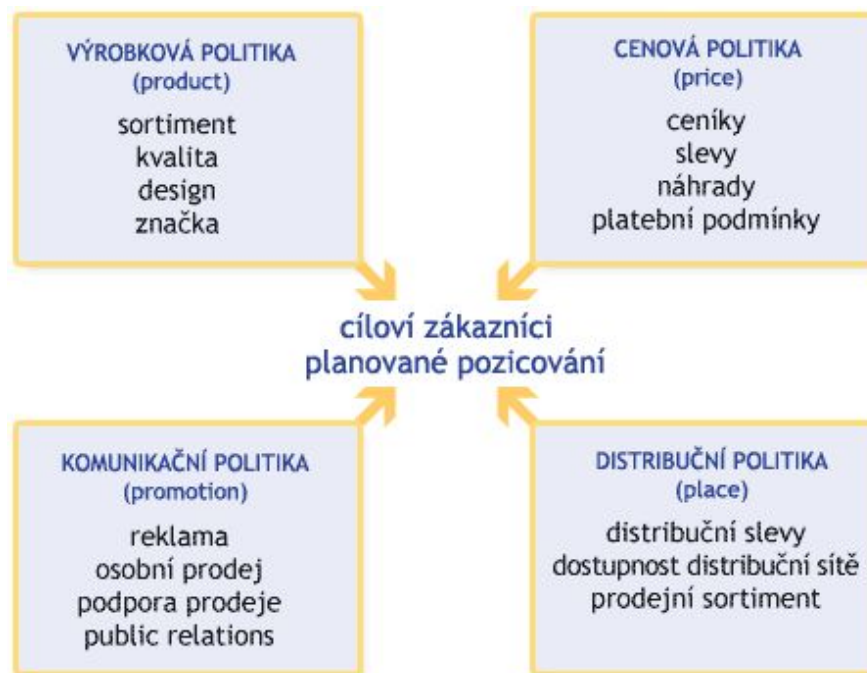 VÝROBKOVÁ POLITIKA
(product)
sortiment
kvalita
design
značka
CENOVÁ POLITIKA
(price)
ceníky
slevy
náhrady
platební podmínky
cíloví zákazníci
planované pozicování
KOMUNIKAČNÍ POLITIKA
(promotion)
reklama
osobní prodej
podpora prodeje
public relations
DISTRIBUČNÍ POLITIKA
(place)
distribuční slevy
dostupnost distribuční sítě
prodejní sortiment